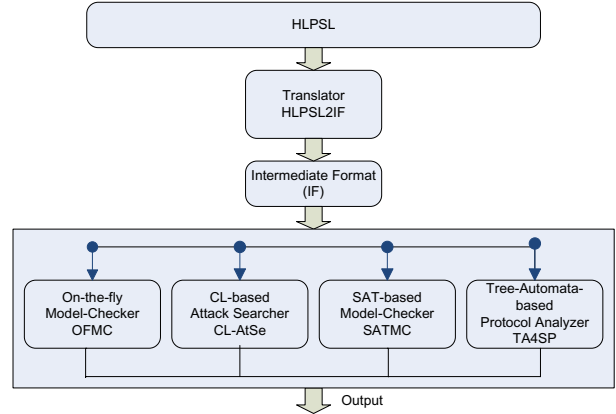 HLPSL
Translator
HLPSL2IF
Intermediate Format
(IF)
On-the-fly
Model-Checker
OFMC
CL-based
Attack Searcher
CL-AtSe
SAT-based
Model-Checker
SATMC
Tree-Automata-
based
Protocol Analyzer
TA4SP
Output